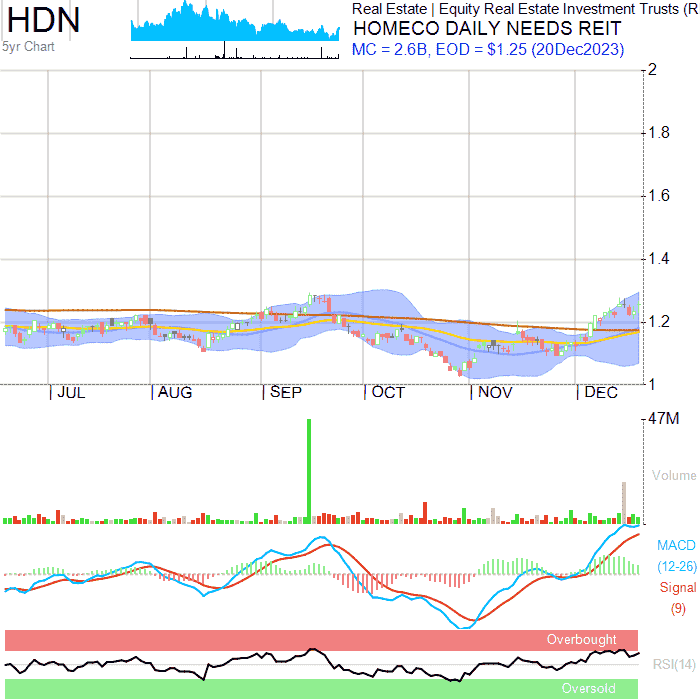 HDN
5yr Chart
Real Estate | Equity Real Estate Investment Trusts (R
HOMECO DAILY NEEDS REIT
MC = 2.6B, EOD = $1.25 (20Dec2023)
2
1.8
1.6
1.4
1.2
1
| JUL | AUG | SEP | OCT | NOV | DEC
47M
Volume
MACD
(12-26)
Signal
(9)
Overbought
RSI(14)
Oversold